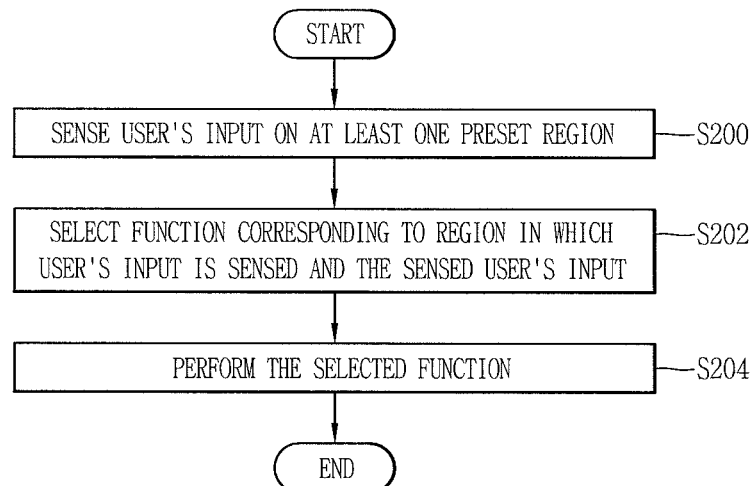 START
SENSE USER'S INPUT ON AT LEAST ONE PRESET REGION
S200
SELECT FUNCTION CORRESPONDING TO REGION IN WHICH
USER'S INPUT IS SENSED AND THE SENSED USER'S INPUT
S202
PERFORM THE SELECTED FUNCTION
S204
END